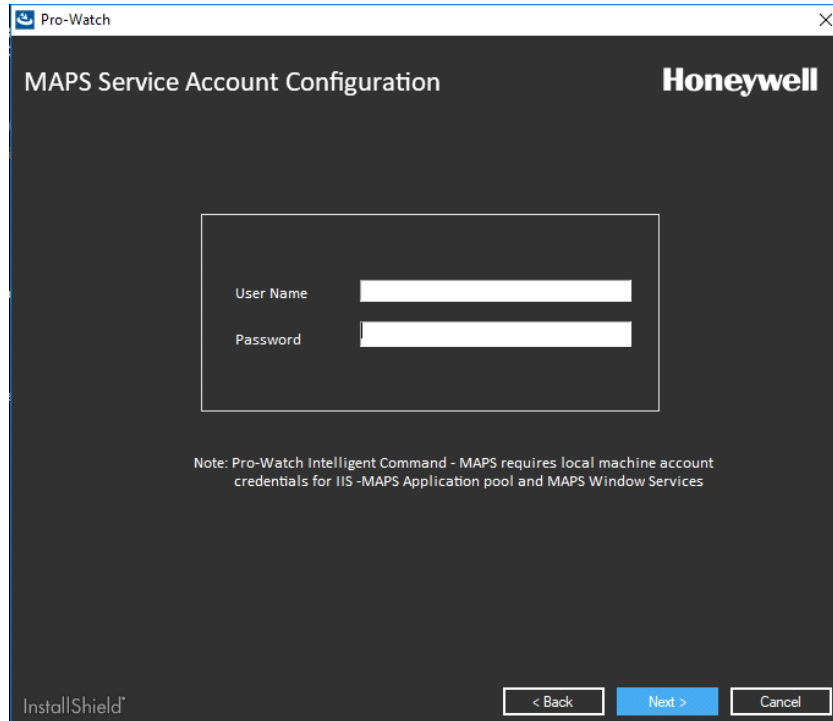 Pro-Watch
MAPS Service Account Configuration
Honeywell
User Name
Password
Note: Pro-Watch Intelligent Command - MAPS requires local machine account
credentials for IIS -MAPS Application pool and MAPS Window Services
InstallShield
< Back
Next >
Cancel